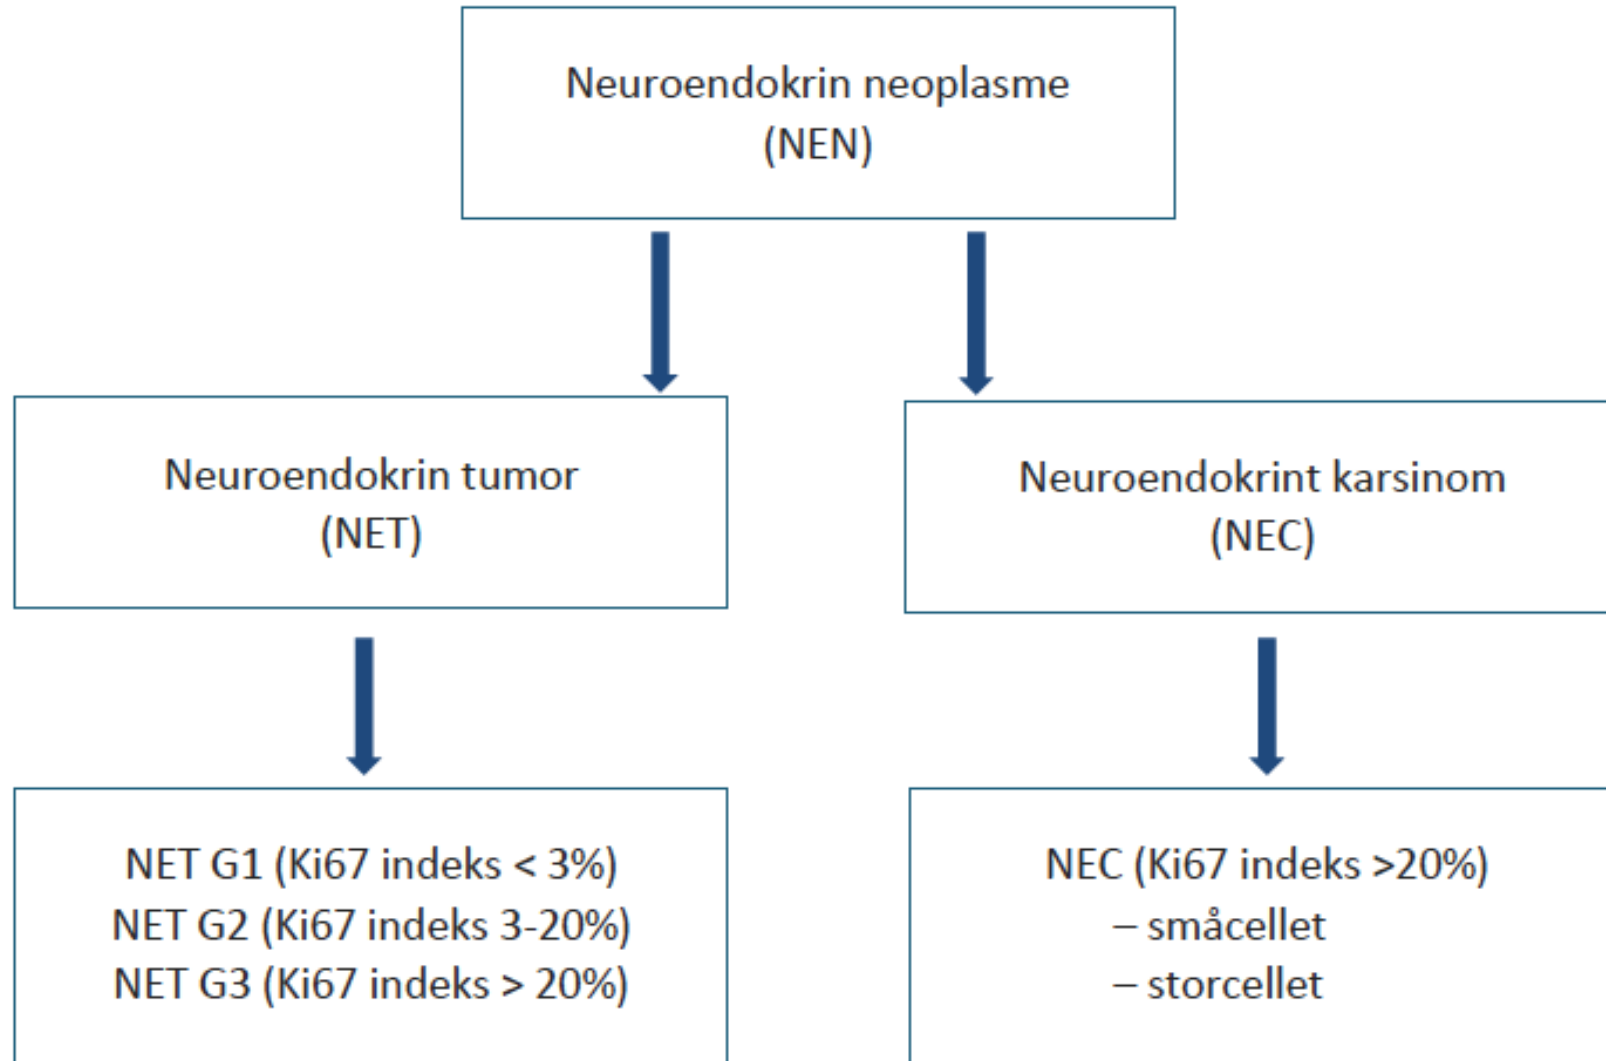 Neuroendokrin neoplasme
(NEN)
Neuroendokrin tumor
(NET)
Neuroendokrint karsinom
(NEC)
NET G1 (Ki67 indeks < 3%)
NET G2 (Ki67 indeks 3-20%)
NET G3 (Ki67 indeks > 20%)
NEC (Ki67 indeks >20%)
– småcellet
– storcellet